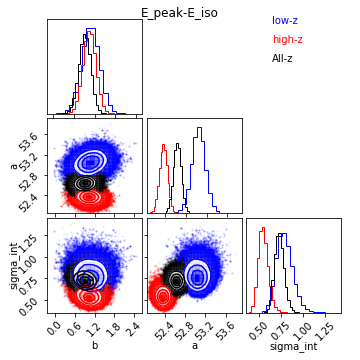 E_peak-E_iso
low-z
high-z
All-z
a
53.6
53.2
52.8
52.4
sigma_int
1.25
1.00
0.75
0.50
0.0
0.6
1.2
1.8
2.4
b
52.4
52.8
53.2
53.6
a
0.50
0.75
1.00
1.25
sigma_int